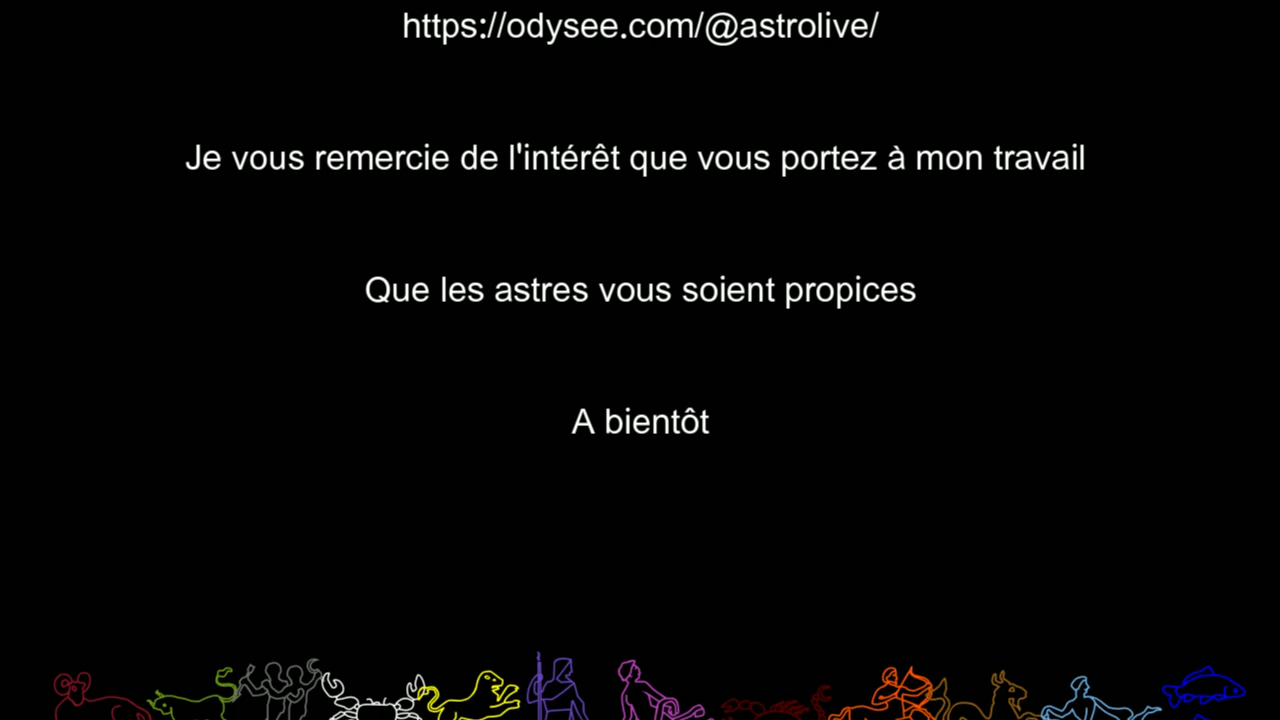 https://odysee.com/@astrolive/
Je vous remercie de l'intérêt que vous portez à mon travail
Que les astres vous soient propices
A bientôt